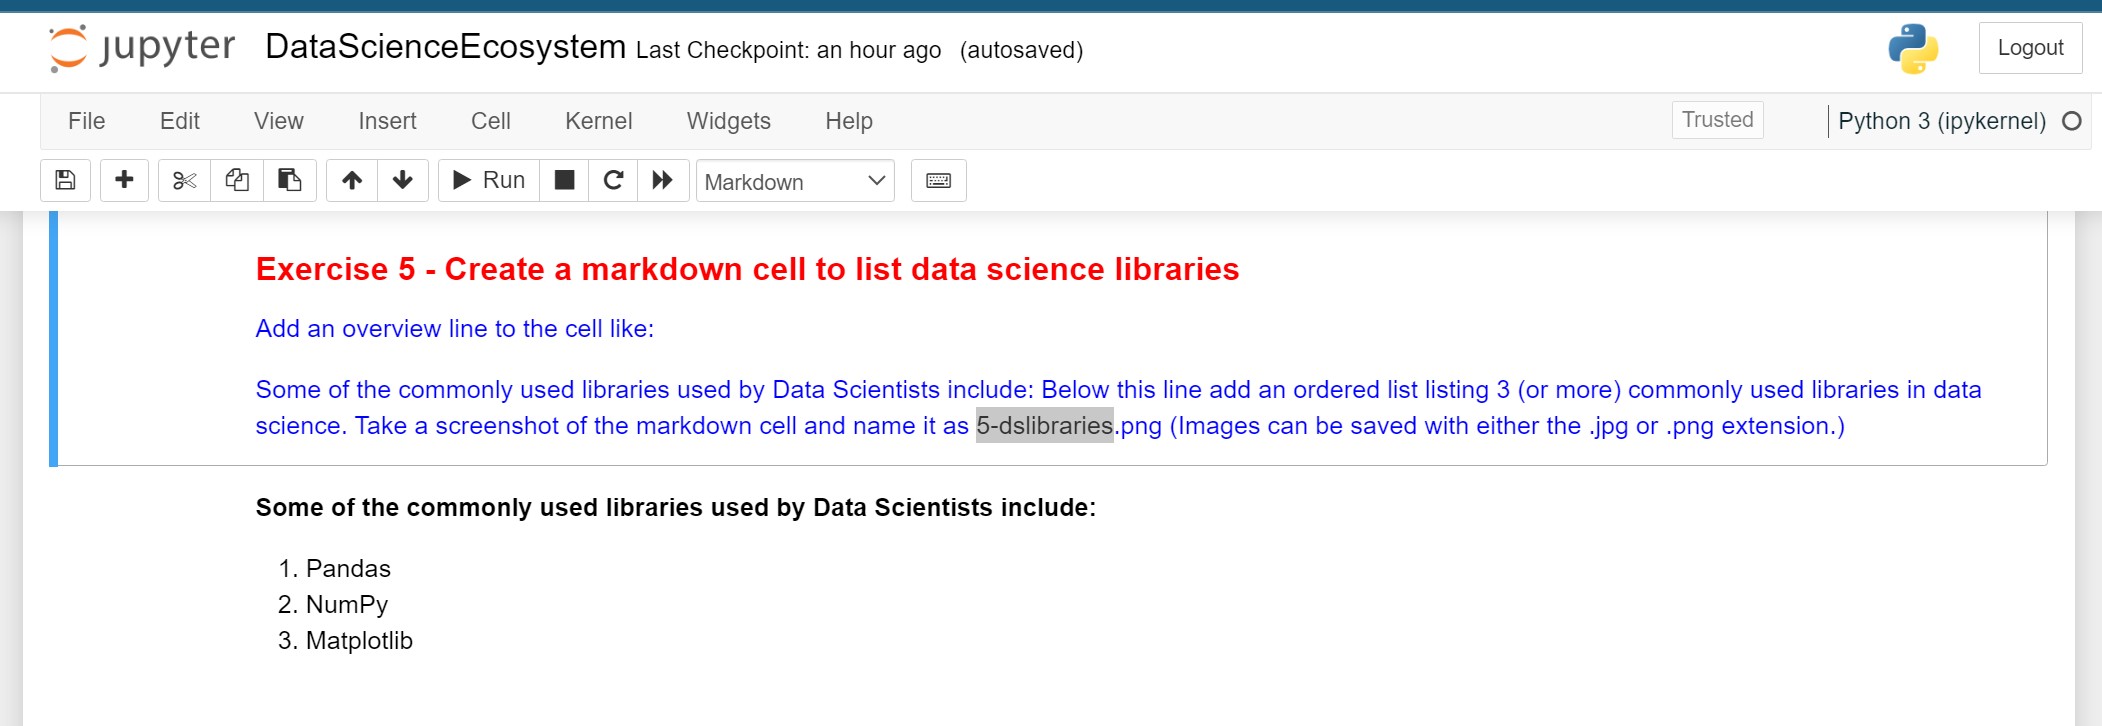 jupyter DataScienceEcosystem Last Checkpoint: an hour ago (autosaved) Logout
File Edit View Insert Cell Kernel Widgets Help Trusted Python 3 (ipykernel)
Run Markdown
Exercise 5 - Create a markdown cell to list data science libraries
Add an overview line to the cell like:
Some of the commonly used libraries used by Data Scientists include: Below this line add an ordered list listing 3 (or more) commonly used libraries in data
science. Take a screenshot of the markdown cell and name it as 5-dslibraries.png (Images can be saved with either the .jpg or .png extension.)
Some of the commonly used libraries used by Data Scientists include:
1. Pandas
2. NumPy
3. Matplotlib